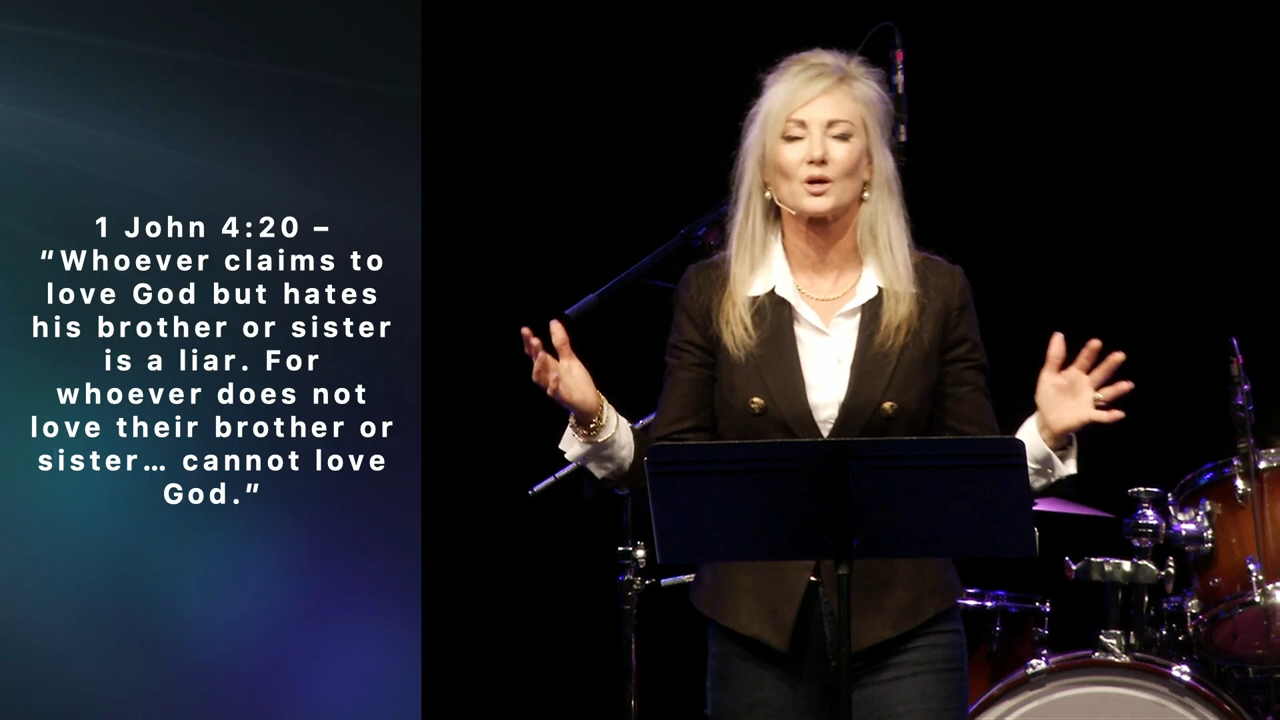 1 John 4:20 –
“Whoever claims to
love God but hates
his brother or sister
is a liar. For
whoever does not
love their brother or
sister… cannot love
God.”